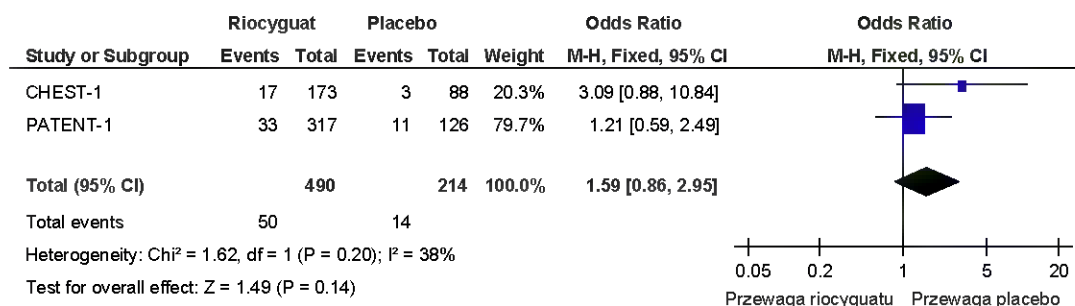 Riocyguat Placebo Odds Ratio Odds Ratio
Study or Subgroup Events Total Events Total Weight M-H, Fixed, 95% CI M-H, Fixed, 95% CI
CHEST-1 17 173 3 88 20.3% 3.09 [0.88, 10.84]
PATENT-1 33 317 11 126 79.7% 1.21 [0.59, 2.49]
Total (95% CI) 490 214 100.0% 1.59 [0.86, 2.95]
Total events 50 14
Heterogeneity: Chi² = 1.62, df = 1 (P = 0.20); I² = 38%
Test for overall effect: Z = 1.49 (P = 0.14)
0.05 0.2 1 5 20
Przewaga riocyguatu Przewaga placebo